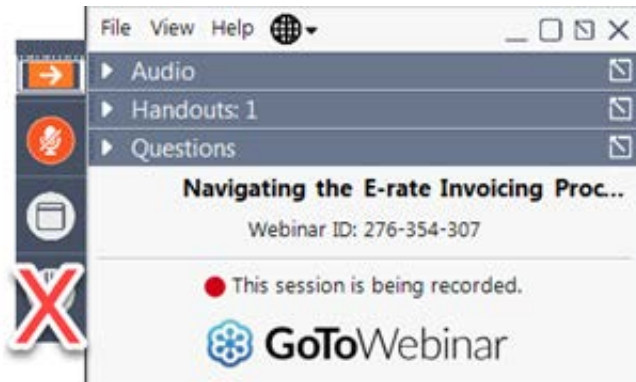 File View Help
Audio
Handouts: 1
Questions
Navigating the E-rate Invoicing Proc...
Webinar ID: 276-354-307
This session is being recorded.
GoToWebinar